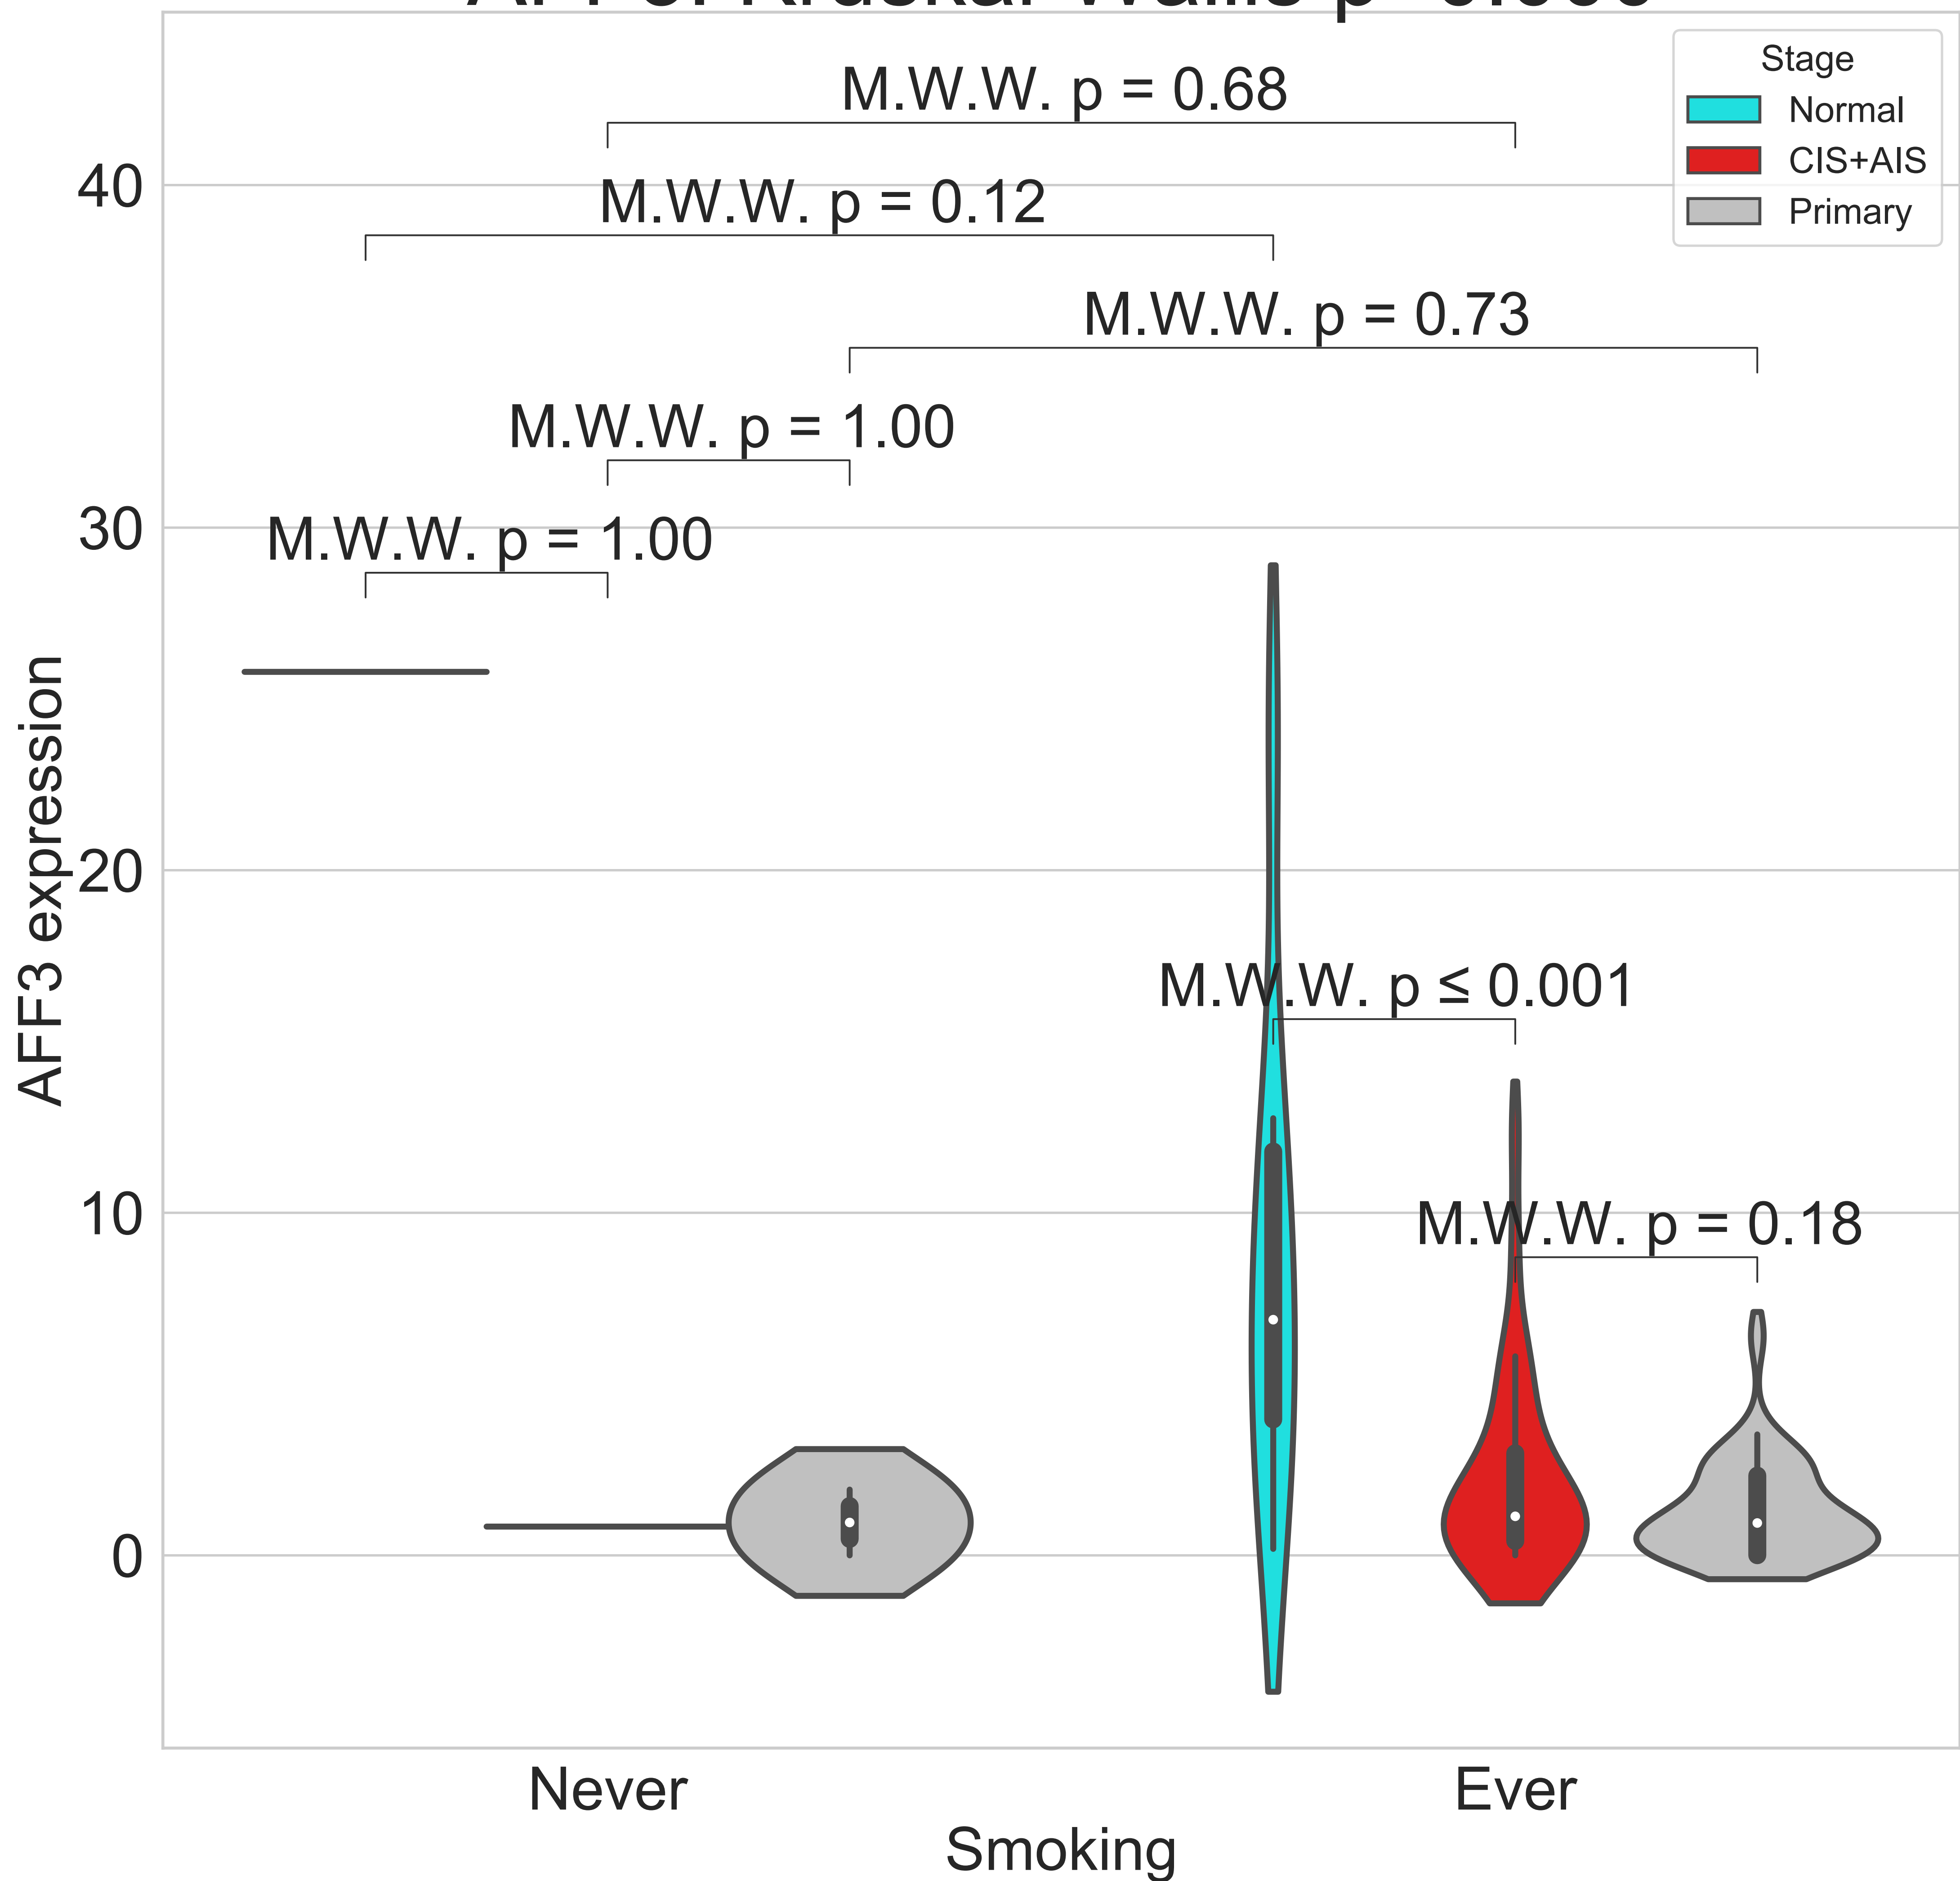 Stage
Normal
CIS+AIS
Primary
M.W.W. p = 0.68
M.W.W. p = 0.12
M.W.W. p = 0.73
M.W.W. p = 1.00
M.W.W. p = 1.00
M.W.W. p ≤ 0.001
M.W.W. p = 0.18
40
30
20
10
0
AFF3 expression
Never
Ever
Smoking